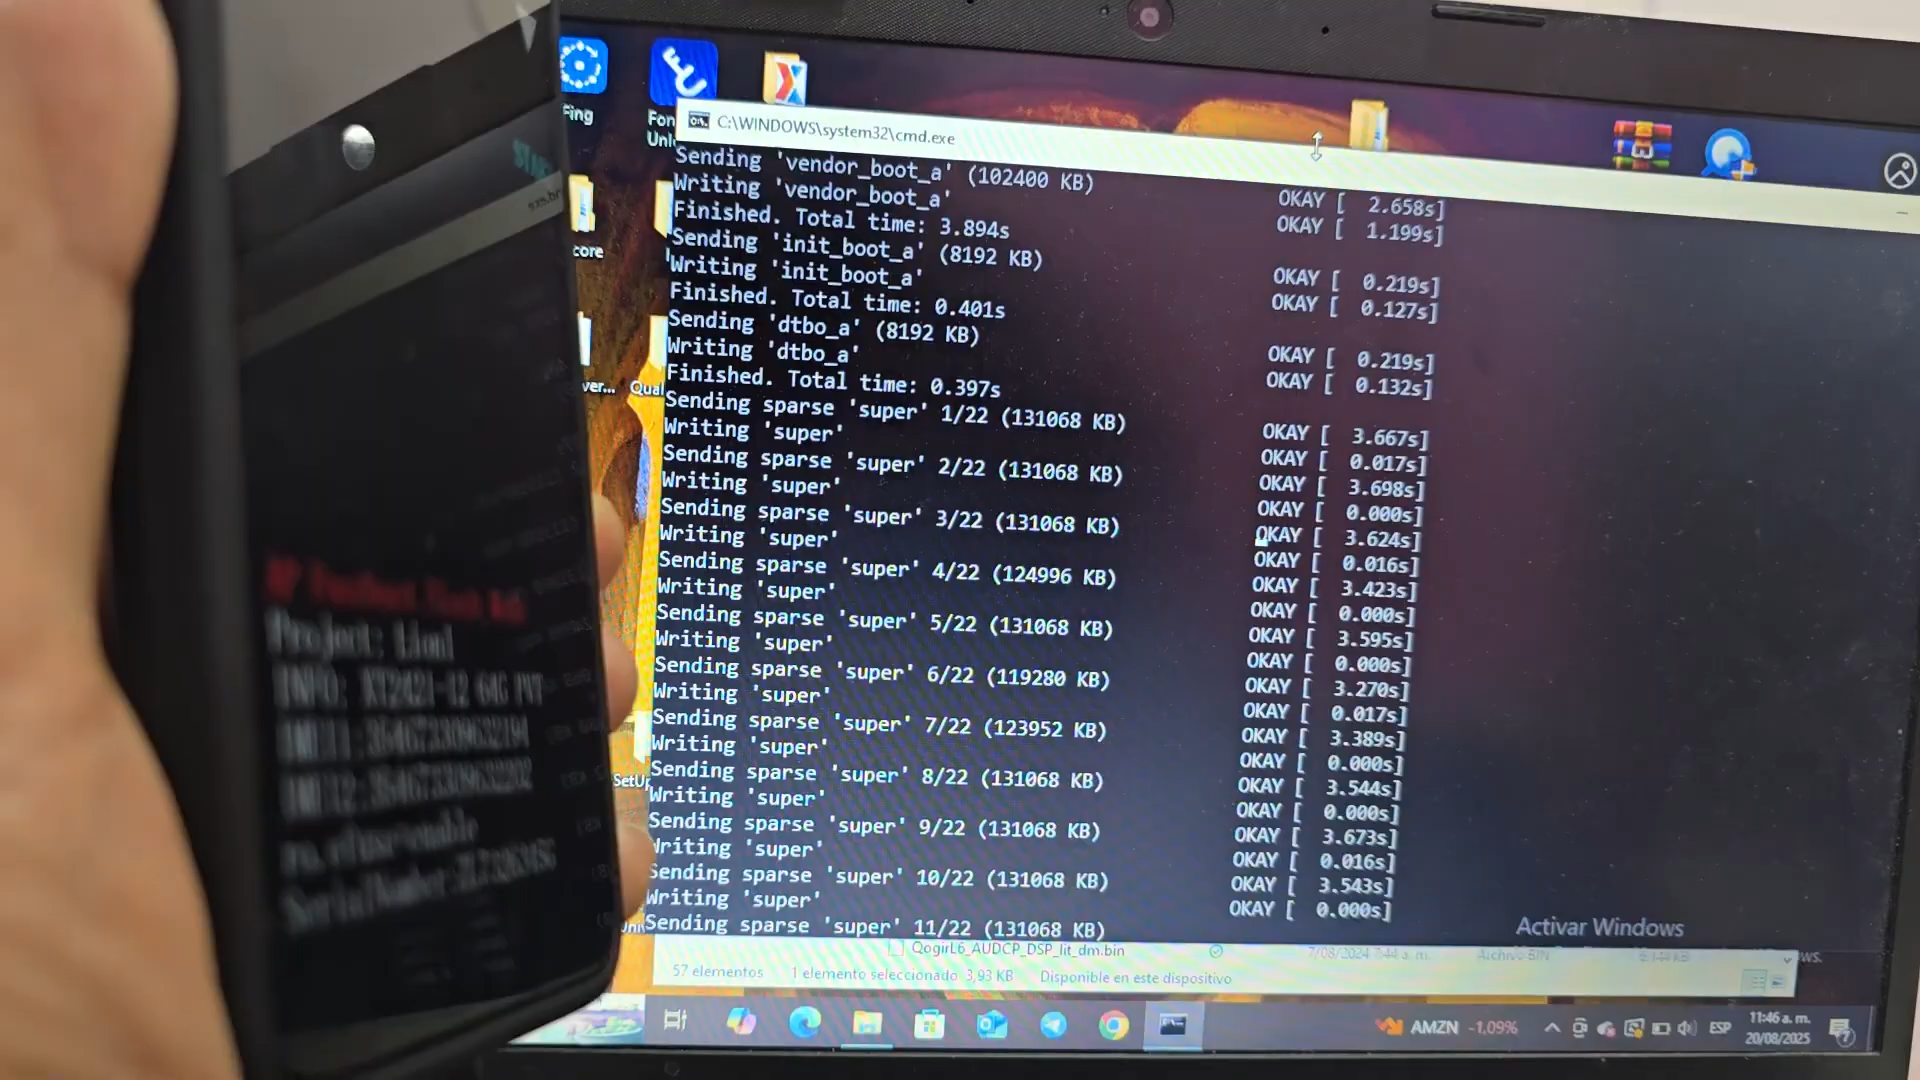 Fing
core
ver...
Qual
C:\WINDOWS\system32\cmd.exe
Sending 'vendor_boot_a' (102400 KB) OKAY [ 2.658s]
Writing 'vendor_boot_a' OKAY [ 1.199s]
Finished. Total time: 3.894s
Sending 'init_boot_a' (8192 KB) OKAY [ 0.219s]
Writing 'init_boot_a' OKAY [ 0.127s]
Finished. Total time: 0.401s
Sending 'dtbo_a' (8192 KB) OKAY [ 0.219s]
Writing 'dtbo_a' OKAY [ 0.132s]
Finished. Total time: 0.397s
Sending sparse 'super' 1/22 (131068 KB) OKAY [ 3.667s]
Writing 'super' OKAY [ 0.017s]
Sending sparse 'super' 2/22 (131068 KB) OKAY [ 3.698s]
Writing 'super' OKAY [ 0.000s]
Sending sparse 'super' 3/22 (131068 KB) OKAY [ 3.624s]
Writing 'super' OKAY [ 0.016s]
Sending sparse 'super' 4/22 (124996 KB) OKAY [ 3.423s]
Writing 'super' OKAY [ 0.000s]
Sending sparse 'super' 5/22 (131068 KB) OKAY [ 3.595s]
Writing 'super' OKAY [ 0.000s]
Sending sparse 'super' 6/22 (119280 KB) OKAY [ 3.270s]
Writing 'super' OKAY [ 0.017s]
Sending sparse 'super' 7/22 (123952 KB) OKAY [ 3.389s]
Writing 'super' OKAY [ 0.000s]
Sending sparse 'super' 8/22 (131068 KB) OKAY [ 3.544s]
Writing 'super' OKAY [ 0.000s]
Sending sparse 'super' 9/22 (131068 KB) OKAY [ 3.673s]
Writing 'super' OKAY [ 0.016s]
Sending sparse 'super' 10/22 (131068 KB) OKAY [ 3.543s]
Writing 'super' OKAY [ 0.000s]
Sending sparse 'super' 11/22 (131068 KB)
Project: Lion
INFO:
Activar Windows
QogirL6_AUDCP_DSP_lit_dm.bin
57 elementos 1 elemento seleccionado 3,93 KB Disponible en este dispositivo
AMZN -1,09% ESP 11:46 a. m.
20/08/2025